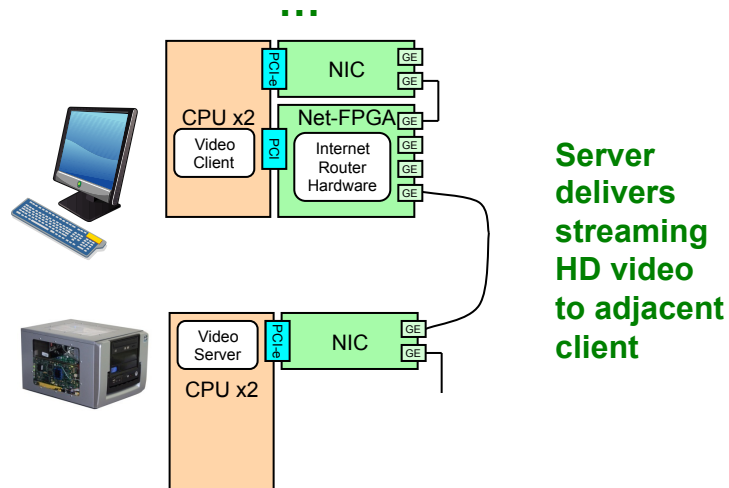 ...
PCI-e
NIC
GE
GE
CPU x2
Net-FPGA
GE
Video
Client
PCI
Internet
Router
Hardware
GE
GE
GE
Server
delivers
streaming
HD video
to adjacent
client
Video
Server
PCI-e
NIC
GE
GE
CPU x2